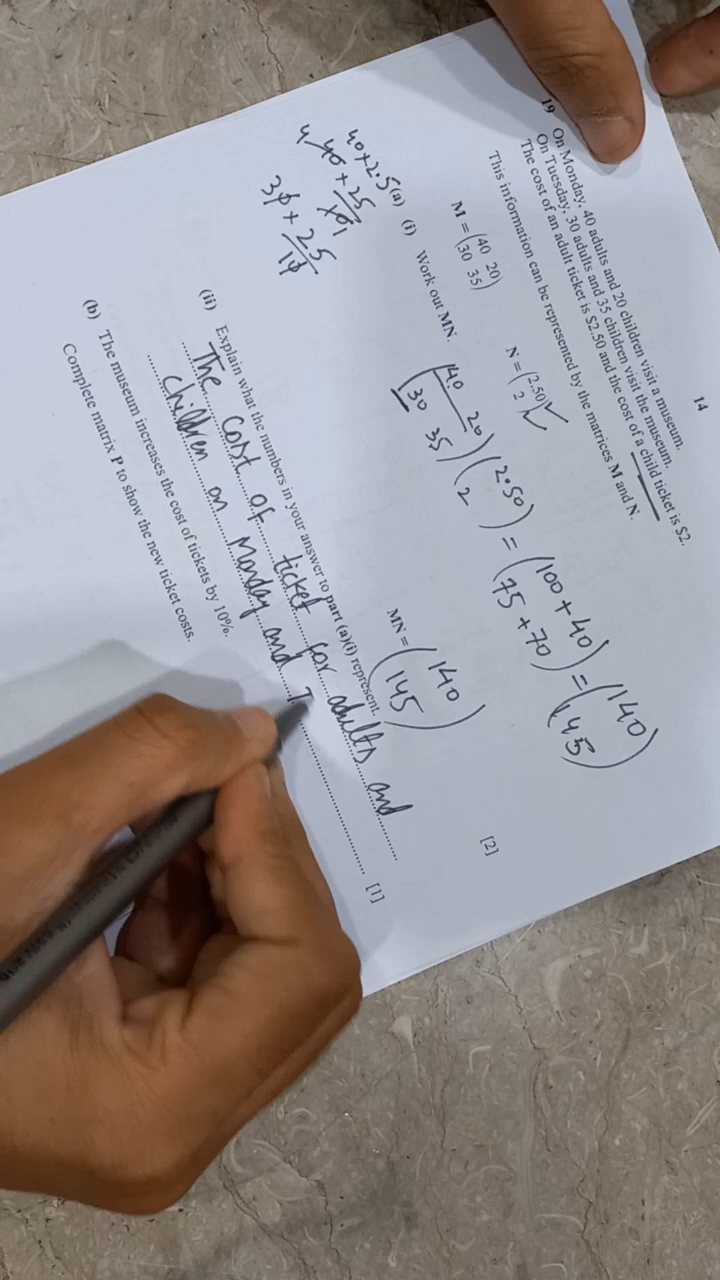 14
19 On Monday, 40 adults and 20 children visit a museum.
On Tuesday, 30 adults and 35 children visit the museum.
The cost of an adult ticket is $2.50 and the cost of a child ticket is $2.
This information can be represented by the matrices M and N.
M = (40 20
30 35)
N = (2.50
2)
(a) (i) Work out MN.
40 × 2.5
(40 20
30 35) (2.50
2) = (100 + 40
75 + 70) = (140
145)
MN = (140
145)
[2]
(ii) Explain what the numbers in your answer to part (a)(i) represent.
The cost of ticket for adults and
children on Monday and T
[1]
(b) The museum increases the cost of tickets by 10%.
Complete matrix P to show the new ticket costs.